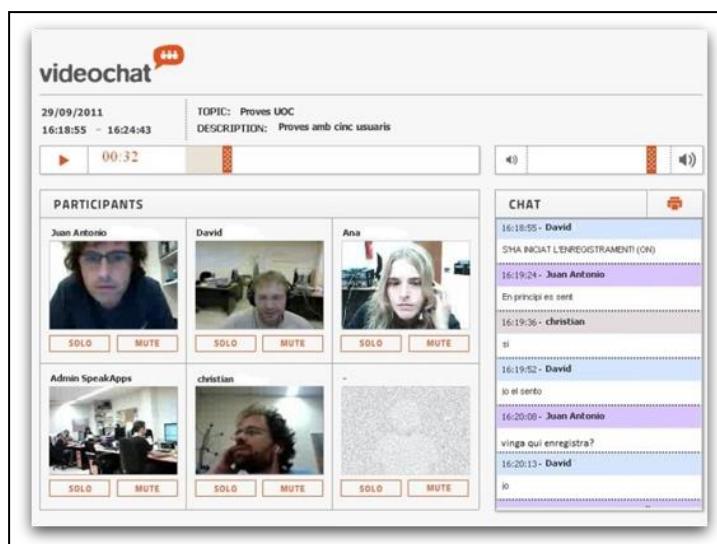 videochat
29/09/2011
16:18:55 - 16:24:43
TOPIC: Proves UOC
DESCRIPTION: Proves amb cinc usuaris
00:32
PARTICIPANTS
Juan Antonio
SOLO MUTE
David
SOLO MUTE
Ana
SOLO MUTE
Admin SpeakApps
SOLO MUTE
christian
SOLO MUTE
-
SOLO MUTE
CHAT
16:18:55 - David
S'HA INICIAT L'ENREGISTRAMENT! (ON)
16:19:24 - Juan Antonio
En principi es sent
16:19:36 - christian
si
16:19:52 - David
jo el sento
16:20:08 - Juan Antonio
vinga qui enregistra?
16:20:13 - David
jo